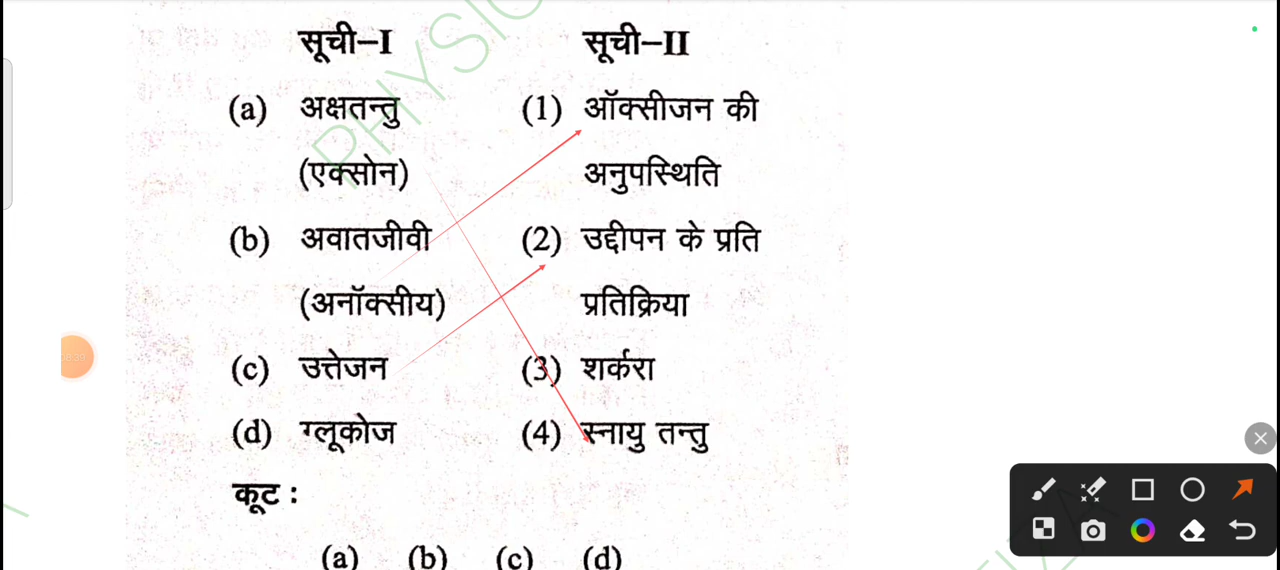 सूची–I सूची–II
(a) अक्षतन्तु (1) ऑक्सीजन की
(एक्सोन) अनुपस्थिति
(b) अवातजीवी (2) उद्दीपन के प्रति
(अनॉक्सीय) प्रतिक्रिया
(c) उत्तेजन (3) शर्करा
(d) ग्लूकोज (4) स्नायु तन्तु
कूट :
(a) (b) (c) (d)